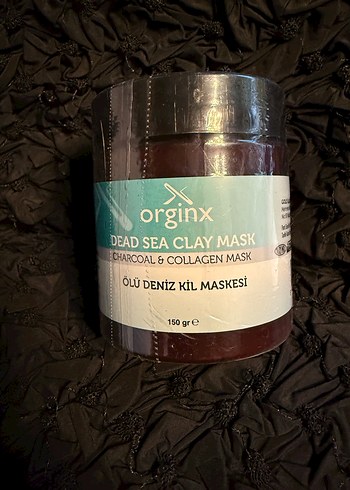 orginx
DEAD SEA CLAY MASK
CHARCOAL & COLLAGEN MASK
ÖLÜ DENİZ KİL MASKESİ
150 gr ℮